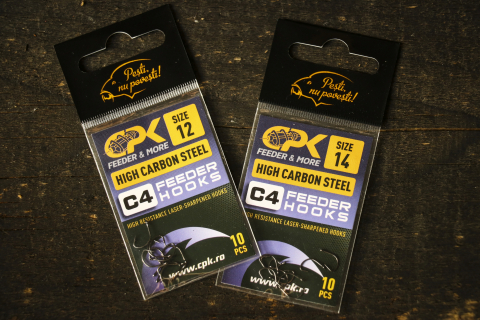 Pești,
nu povești!
CPK
FEEDER & MORE
SIZE
12
HIGH CARBON STEEL
C4
FEEDER
HOOKS
HIGH RESISTANCE LASER-SHARPENED HOOKS
10
PCS
www.cpk.ro
Pești,
nu povești!
CPK
FEEDER & MORE
SIZE
14
HIGH CARBON STEEL
C4
FEEDER
HOOKS
HIGH RESISTANCE LASER-SHARPENED HOOKS
10
PCS
www.cpk.ro